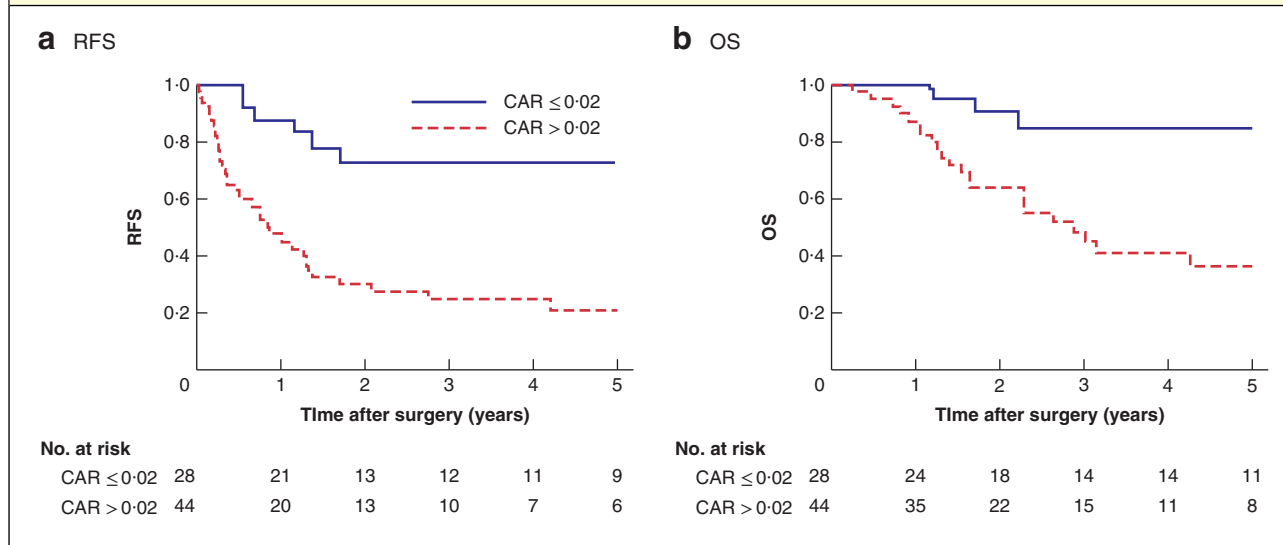 a RFS
1·0
0·8
0·6
0·4
0·2
0
RFS
CAR ≤ 0·02
CAR > 0·02
1 2 3 4 5
TIme after surgery (years)
No. at risk
CAR ≤ 0·02 28 21 13 12 11 9
CAR > 0·02 44 20 13 10 7 6
b OS
1·0
0·8
0·6
0·4
0·2
0
OS
1 2 3 4 5
TIme after surgery (years)
No. at risk
CAR ≤ 0·02 28 24 18 14 14 11
CAR > 0·02 44 35 22 15 11 8